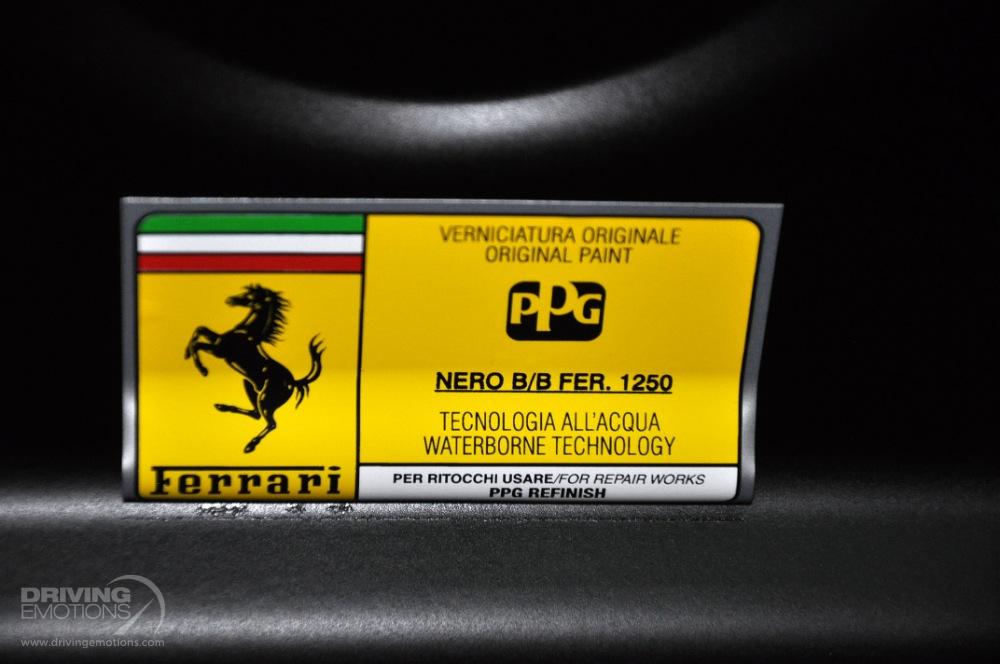 VERNICIATURA ORIGINALE
ORIGINAL PAINT
PPG
NERO B/B FER. 1250
TECNOLOGIA ALL'ACQUA
WATERBORNE TECHNOLOGY
PER RITOCCHI USARE/FOR REPAIR WORKS
PPG REFINISH
Ferrari
DRIVING
EMOTIONS
www.drivingemotions.com